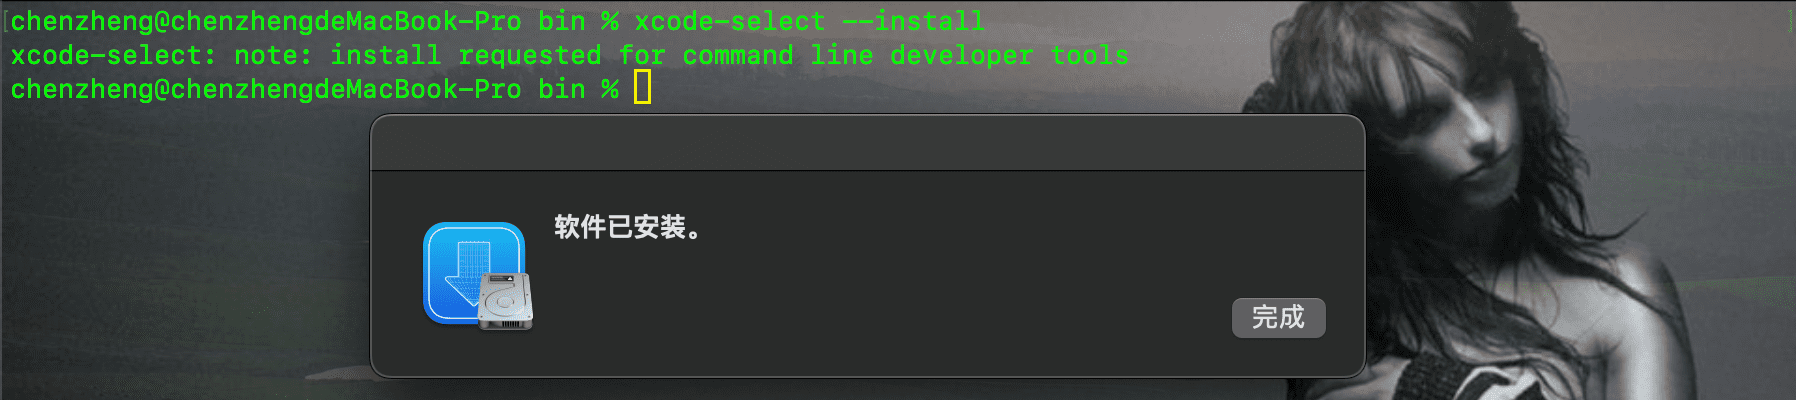 chenzheng@chenzhengdeMacBook-Pro bin % xcode-select --install
xcode-select: note: install requested for command line developer tools
chenzheng@chenzhengdeMacBook-Pro bin %
软件已安装。
完成